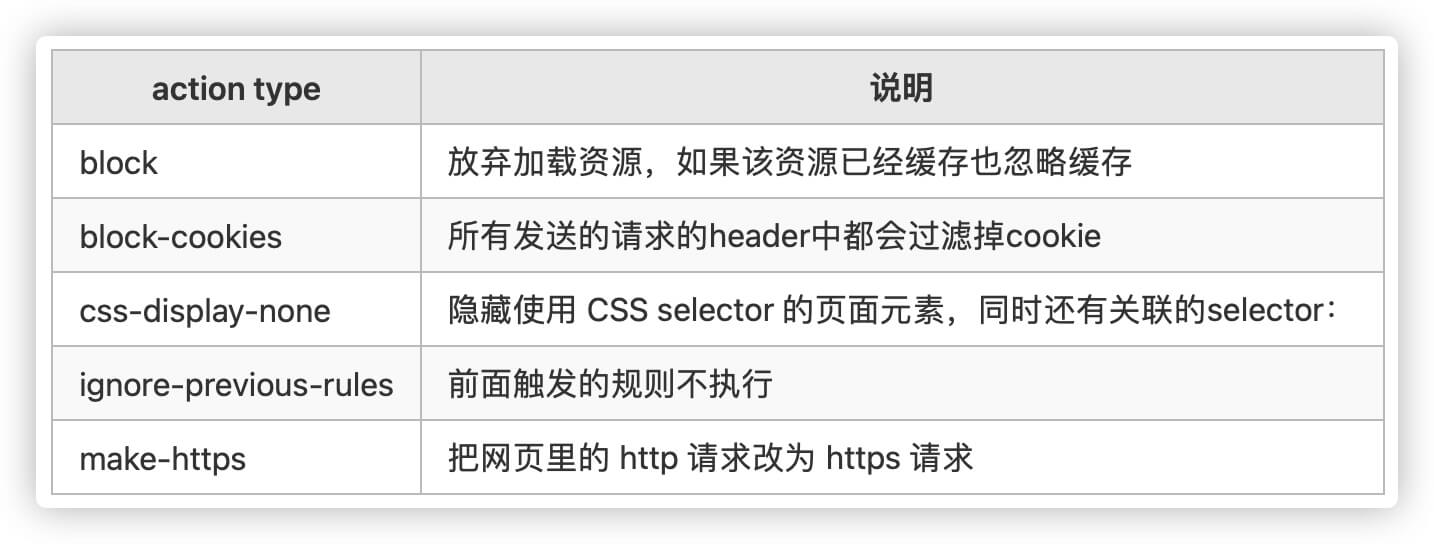 action type 说明
block 放弃加载资源，如果该资源已经缓存也忽略缓存
block-cookies 所有发送的请求的header中都会过滤掉cookie
css-display-none 隐藏使用 CSS selector 的页面元素，同时还有关联的selector：
ignore-previous-rules 前面触发的规则不执行
make-https 把网页里的 http 请求改为 https 请求